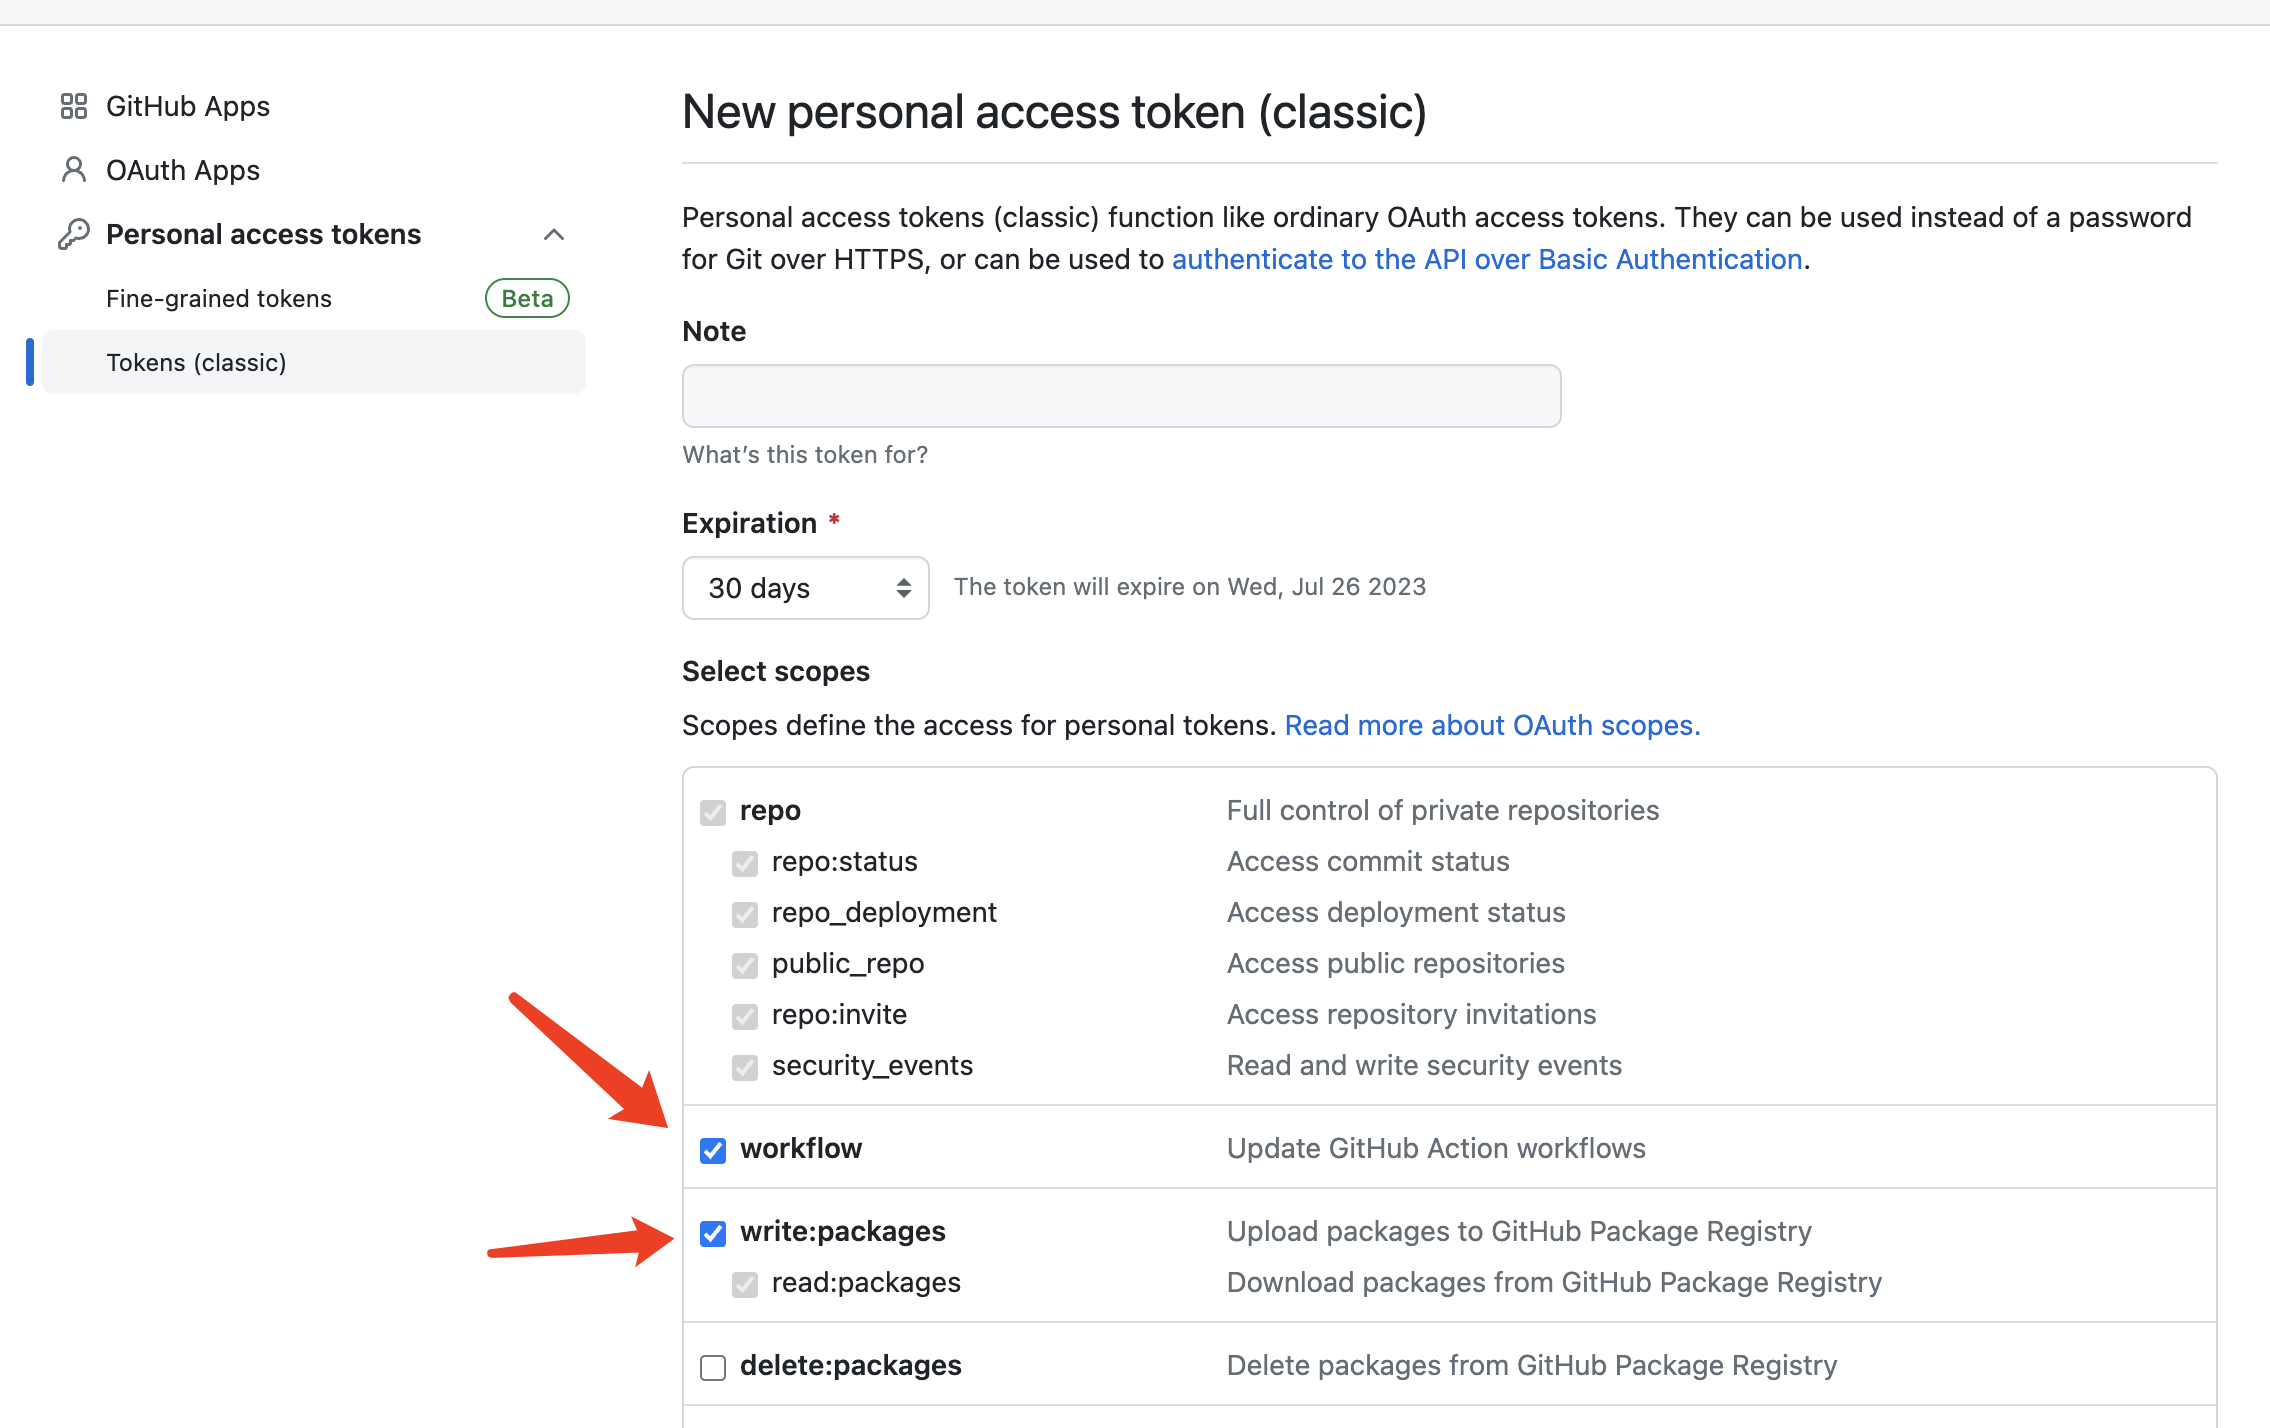 GitHub Apps
OAuth Apps
Personal access tokens
Fine-grained tokens Beta
Tokens (classic)
New personal access token (classic)
Personal access tokens (classic) function like ordinary OAuth access tokens. They can be used instead of a password
for Git over HTTPS, or can be used to authenticate to the API over Basic Authentication.
Note
What's this token for?
Expiration *
30 days The token will expire on Wed, Jul 26 2023
Select scopes
Scopes define the access for personal tokens. Read more about OAuth scopes.
repo Full control of private repositories
repo:status Access commit status
repo_deployment Access deployment status
public_repo Access public repositories
repo:invite Access repository invitations
security_events Read and write security events
workflow Update GitHub Action workflows
write:packages Upload packages to GitHub Package Registry
read:packages Download packages from GitHub Package Registry
delete:packages Delete packages from GitHub Package Registry